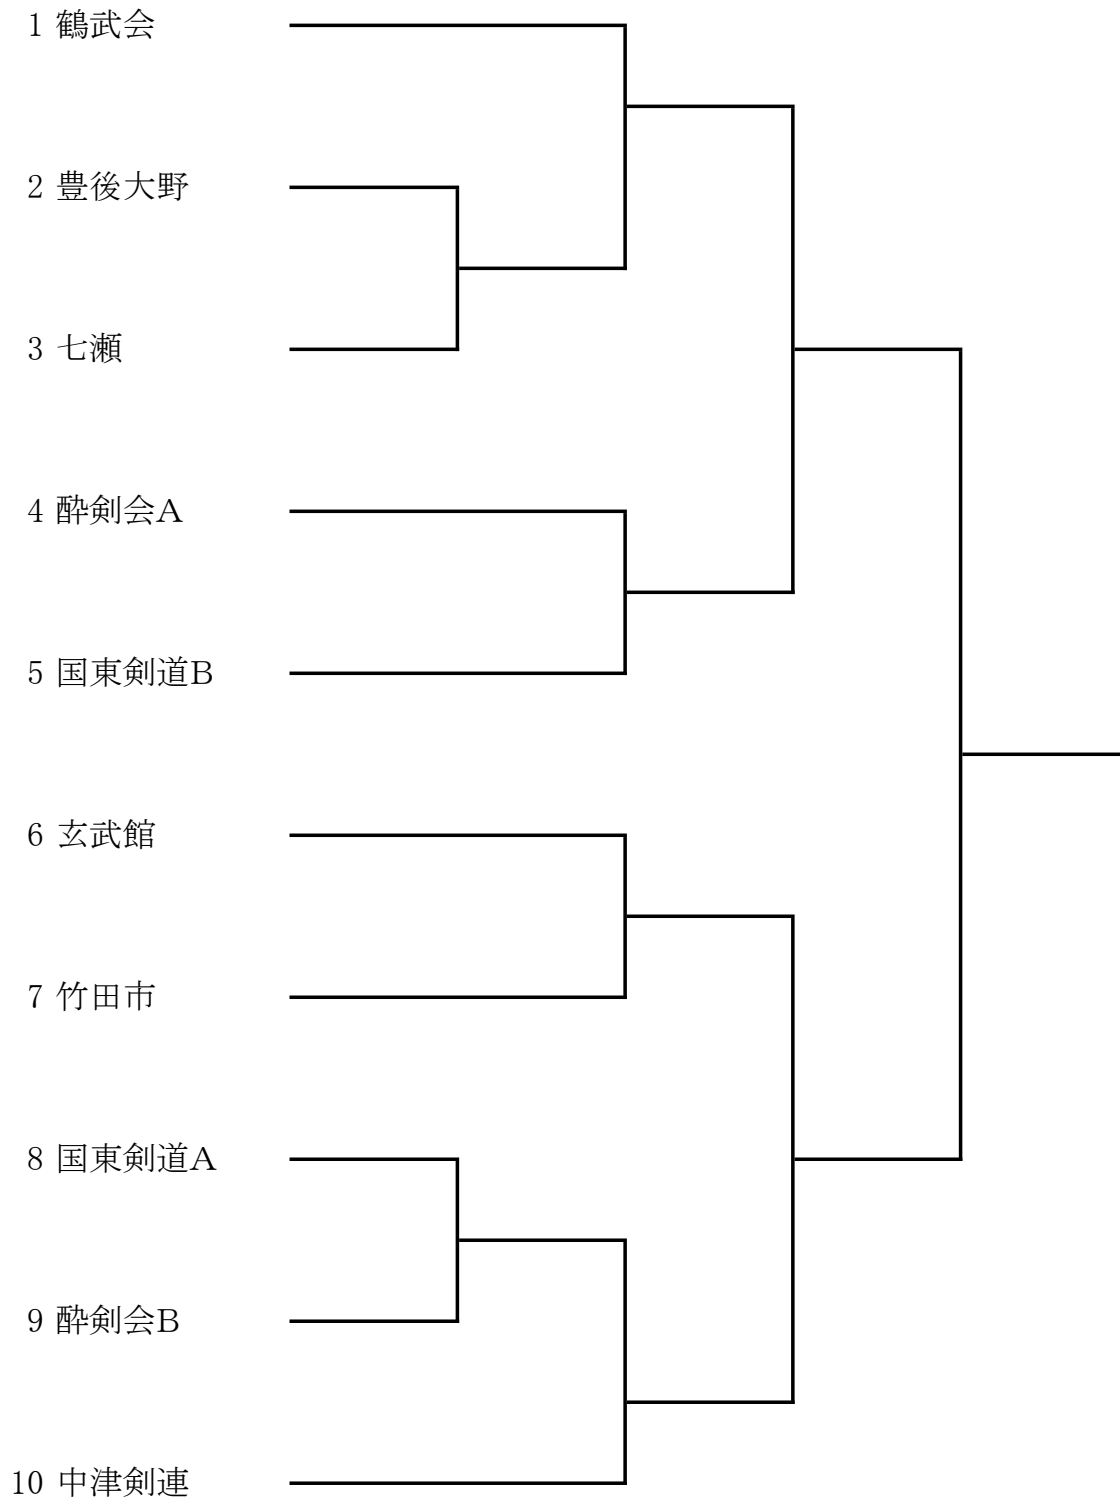 1 鶴武会
2 豊後大野
3 七瀬
4 酔剣会A
5 国東剣道B
6 玄武館
7 竹田市
8 国東剣道A
9 酔剣会B
10 中津剣連